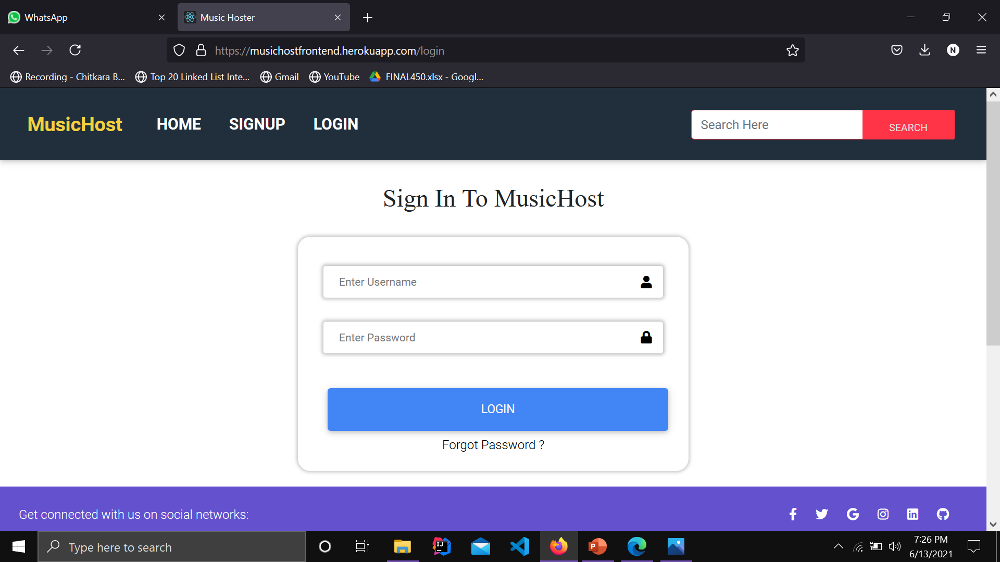 WhatsApp
Music Hoster
https://musichostfrontend.herokuapp.com/login
N
Recording - Chitkara B...
Top 20 Linked List Inte...
Gmail
YouTube
FINAL450.xlsx - Googl...
MusicHost
HOME
SIGNUP
LOGIN
Search Here
SEARCH
Sign In To MusicHost
Enter Username
Enter Password
LOGIN
Forgot Password ?
Get connected with us on social networks:
Type here to search
7:26 PM
6/13/2021